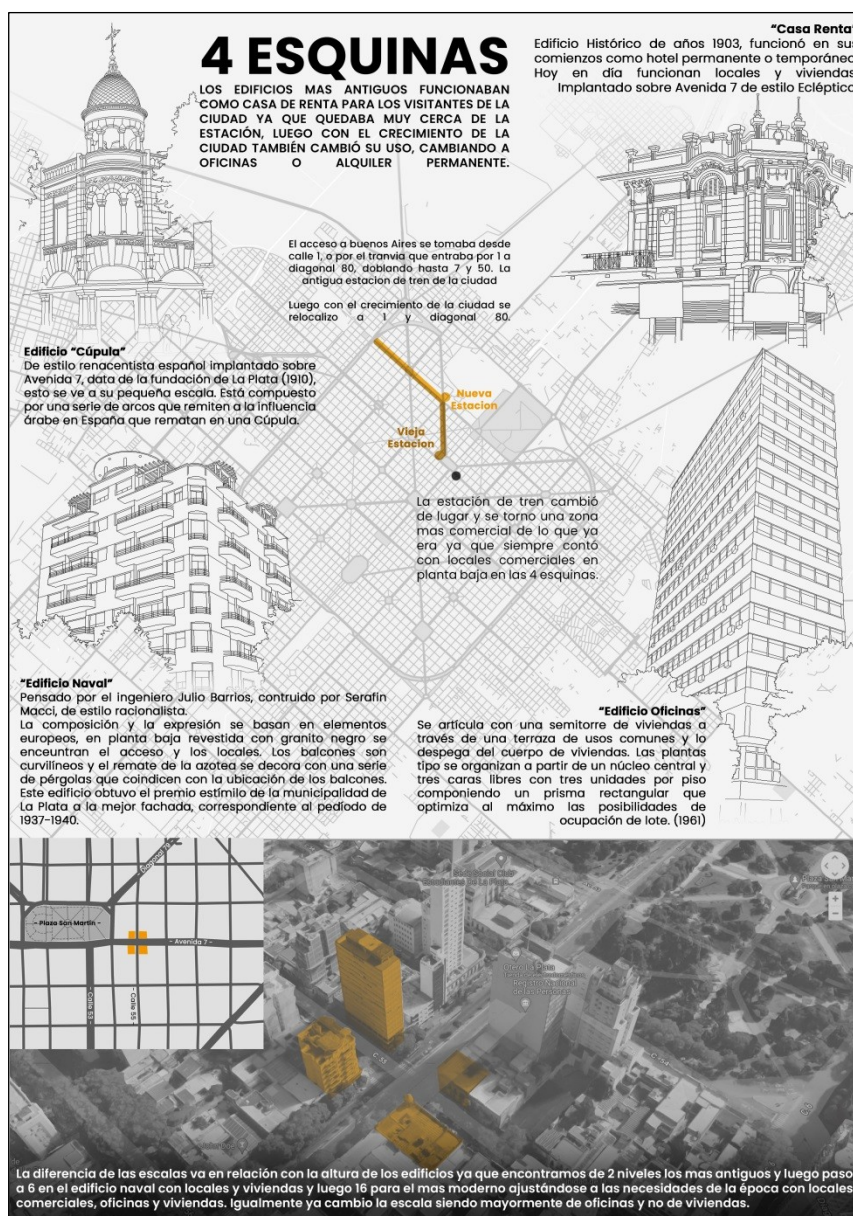 4 ESQUINAS
LOS EDIFICIOS MAS ANTIGUOS FUNCIONABAN
COMO CASA DE RENTA PARA LOS VISITANTES DE LA
CIUDAD YA QUE QUEDABA MUY CERCA DE LA
ESTACIÓN, LUEGO CON EL CRECIMIENTO DE LA
CIUDAD TAMBIÉN CAMBIÓ SU USO, CAMBIANDO A
OFICINAS O ALQUILER PERMANENTE.
"Casa Renta"
Edificio Histórico de años 1903, funcionó en sus
comienzos como hotel permanente o temporáneo
Hoy en día funcionan locales y viviendas
Implantado sobre Avenida 7 de estilo Ecléptico
El acceso a buenos Aires se tomaba desde
calle 1, o por el tranvia que entraba por 1 a
diagonal 80, doblando hasta 7 y 50. La
antigua estacion de tren de la ciudad
Luego con el crecimiento de la ciudad se
relocalizo a 1 y diagonal 80.
Edificio "Cúpula"
De estilo renacentista español implantado sobre
Avenida 7, data de la fundación de La Plata (1910),
esto se ve a su pequeña escala. Está compuesto
por una serie de arcos que remiten a la influencia
árabe en España que rematan en una Cúpula.
Nueva
Estacion
Vieja
Estacion
La estación de tren cambió
de lugar y se torno una zona
mas comercial de lo que ya
era ya que siempre contó
con locales comerciales en
planta baja en las 4 esquinas.
"Edificio Naval"
Pensado por el ingeniero Julio Barrios, contruido por Serafin
Macci, de estilo racionalista.
La composición y la expresión se basan en elementos
europeos, en planta baja revestida con granito negro se
enceuntran el acceso y los locales. Los balcones son
curvilíneos y el remate de la azotea se decora con una serie
de pérgolas que coindicen con la ubicación de los balcones.
Este edificio obtuvo el premio estímilo de la municipalidad de
La Plata a la mejor fachada, correspondiente al pedíodo de
1937-1940.
"Edificio Oficinas"
Se artícula con una semitorre de viviendas a
través de una terraza de usos comunes y lo
despega del cuerpo de viviendas. Las plantas
tipo se organizan a partir de un núcleo central y
tres caras libres con tres unidades por piso
componiendo un prisma rectangular que
optimiza al máximo las posibilidades de
ocupación de lote. (1961)
- Diagonal 79 -
- Plaza San Martín -
- Avenida 7 -
- Calle 53 -
- Calle 55 -
Sede Social Club
Estudiantes De La Plata
Registro Nacional
de las Personas
La diferencia de las escalas va en relación con la altura de los edificios ya que encontramos de 2 niveles los mas antiguos y luego paso
a 6 en el edificio naval con locales y viviendas y luego 16 para el mas moderno ajustándose a las necesidades de la época con locales
comerciales, oficinas y viviendas. Igualmente ya cambio la escala siendo mayormente de oficinas y no de viviendas.